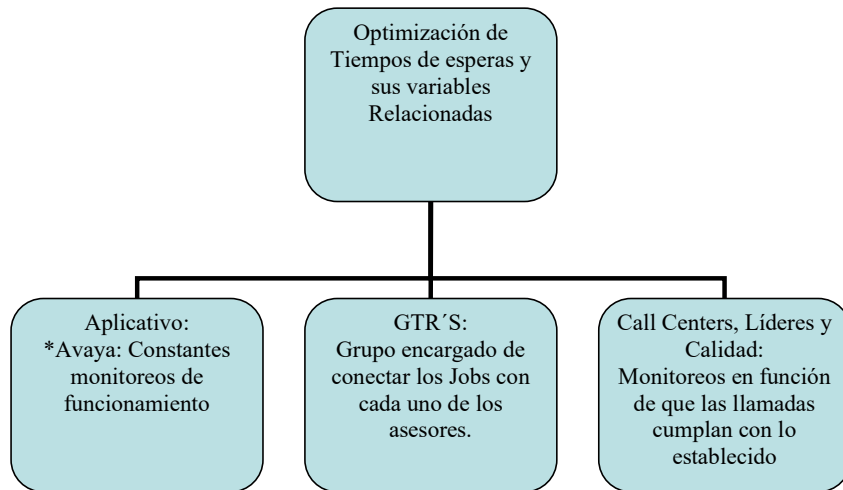 Optimización de
Tiempos de esperas y
sus variables
Relacionadas
Aplicativo:
*Avaya: Constantes
monitoreos de
funcionamiento
GTR´S:
Grupo encargado de
conectar los Jobs con
cada uno de los
asesores.
Call Centers, Líderes y
Calidad:
Monitoreos en función
de que las llamadas
cumplan con lo
establecido